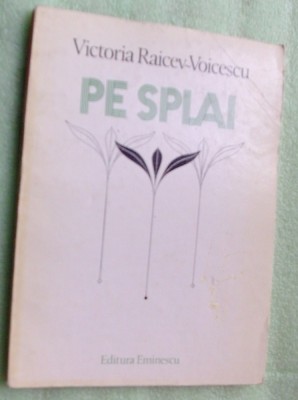 Victoria Raicev-Voicescu
PE SPLAI
Editura Eminescu